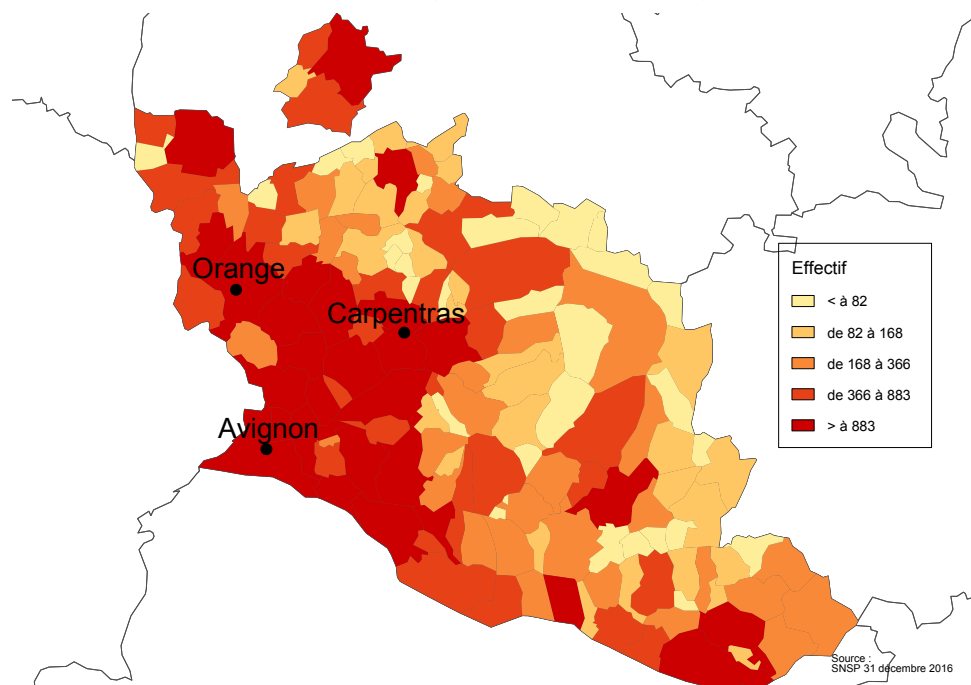 Orange
Carpentras
Avignon
Effectif
< à 82
de 82 à 168
de 168 à 366
de 366 à 883
> à 883
Source :
SNSP 31 décembre 2016